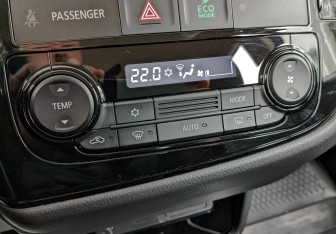 PASSENGER
ECO
MODE
22.0
TEMP
MODE
AUTO
OFF